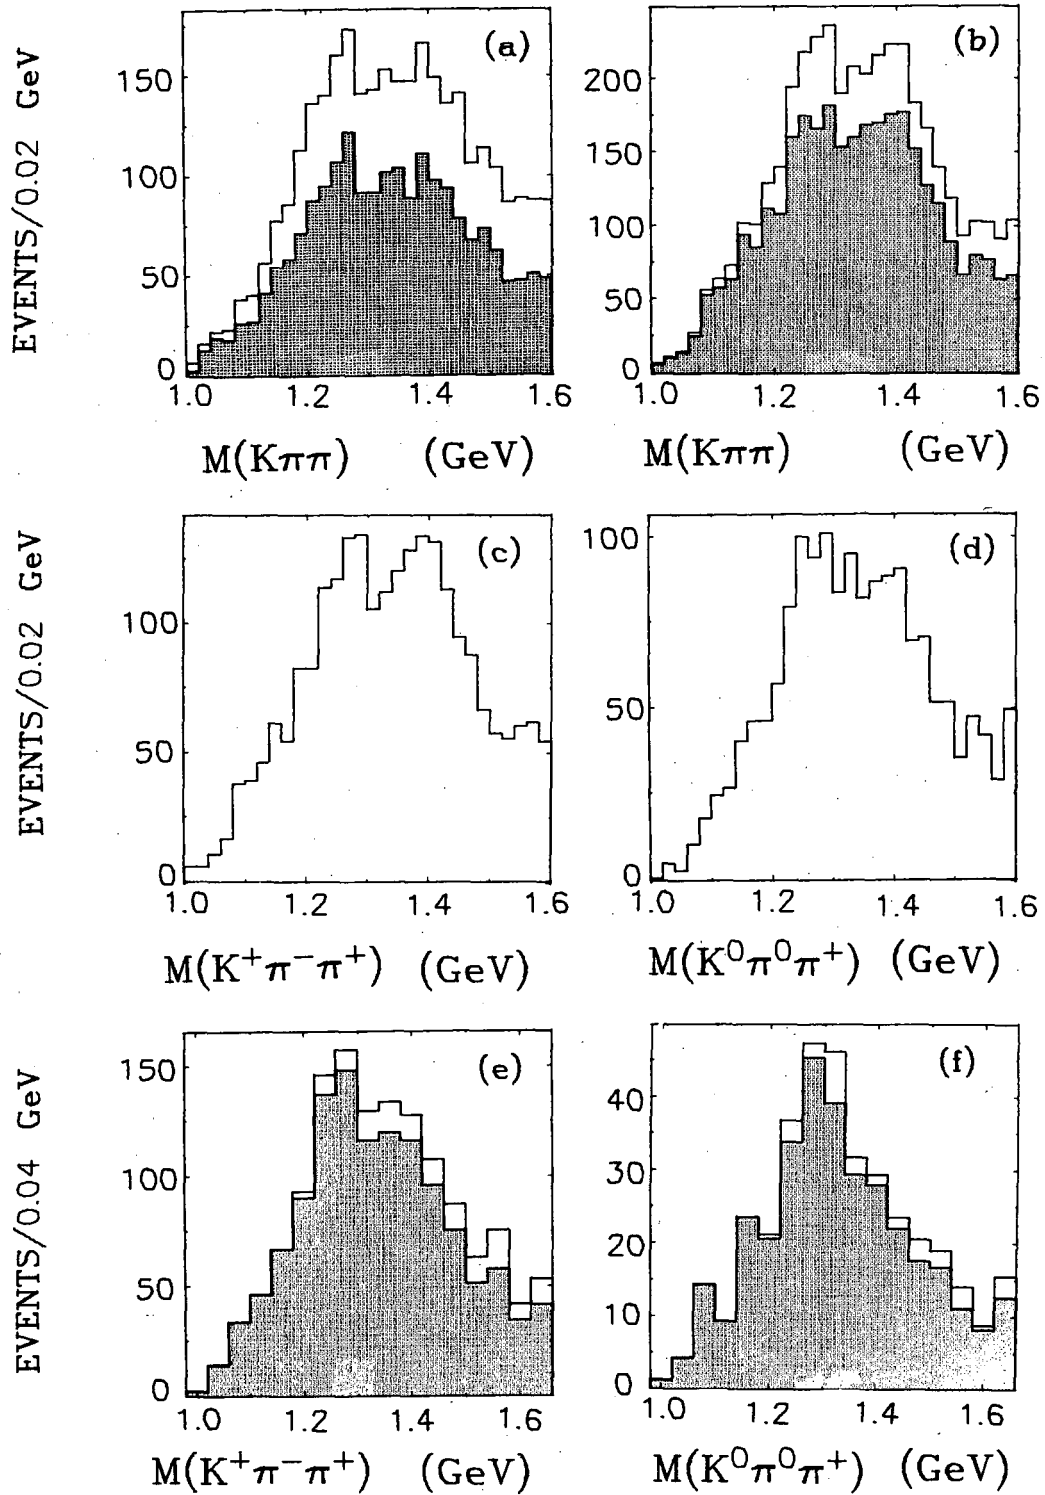 EVENTS/0.02 GeV
(a)
150
100
50
0
1.0 1.2 1.4 1.6
M(Kππ) (GeV)
(b)
200
150
100
50
0
1.0 1.2 1.4 1.6
M(Kππ) (GeV)
EVENTS/0.02 GeV
(c)
100
50
0
1.0 1.2 1.4 1.6
M(K⁺π⁻π⁺) (GeV)
(d)
100
50
0
1.0 1.2 1.4 1.6
M(K⁰π⁰π⁺) (GeV)
EVENTS/0.04 GeV
(e)
150
100
50
0
1.0 1.2 1.4 1.6
M(K⁺π⁻π⁺) (GeV)
(f)
40
30
20
10
0
1.0 1.2 1.4 1.6
M(K⁰π⁰π⁺) (GeV)